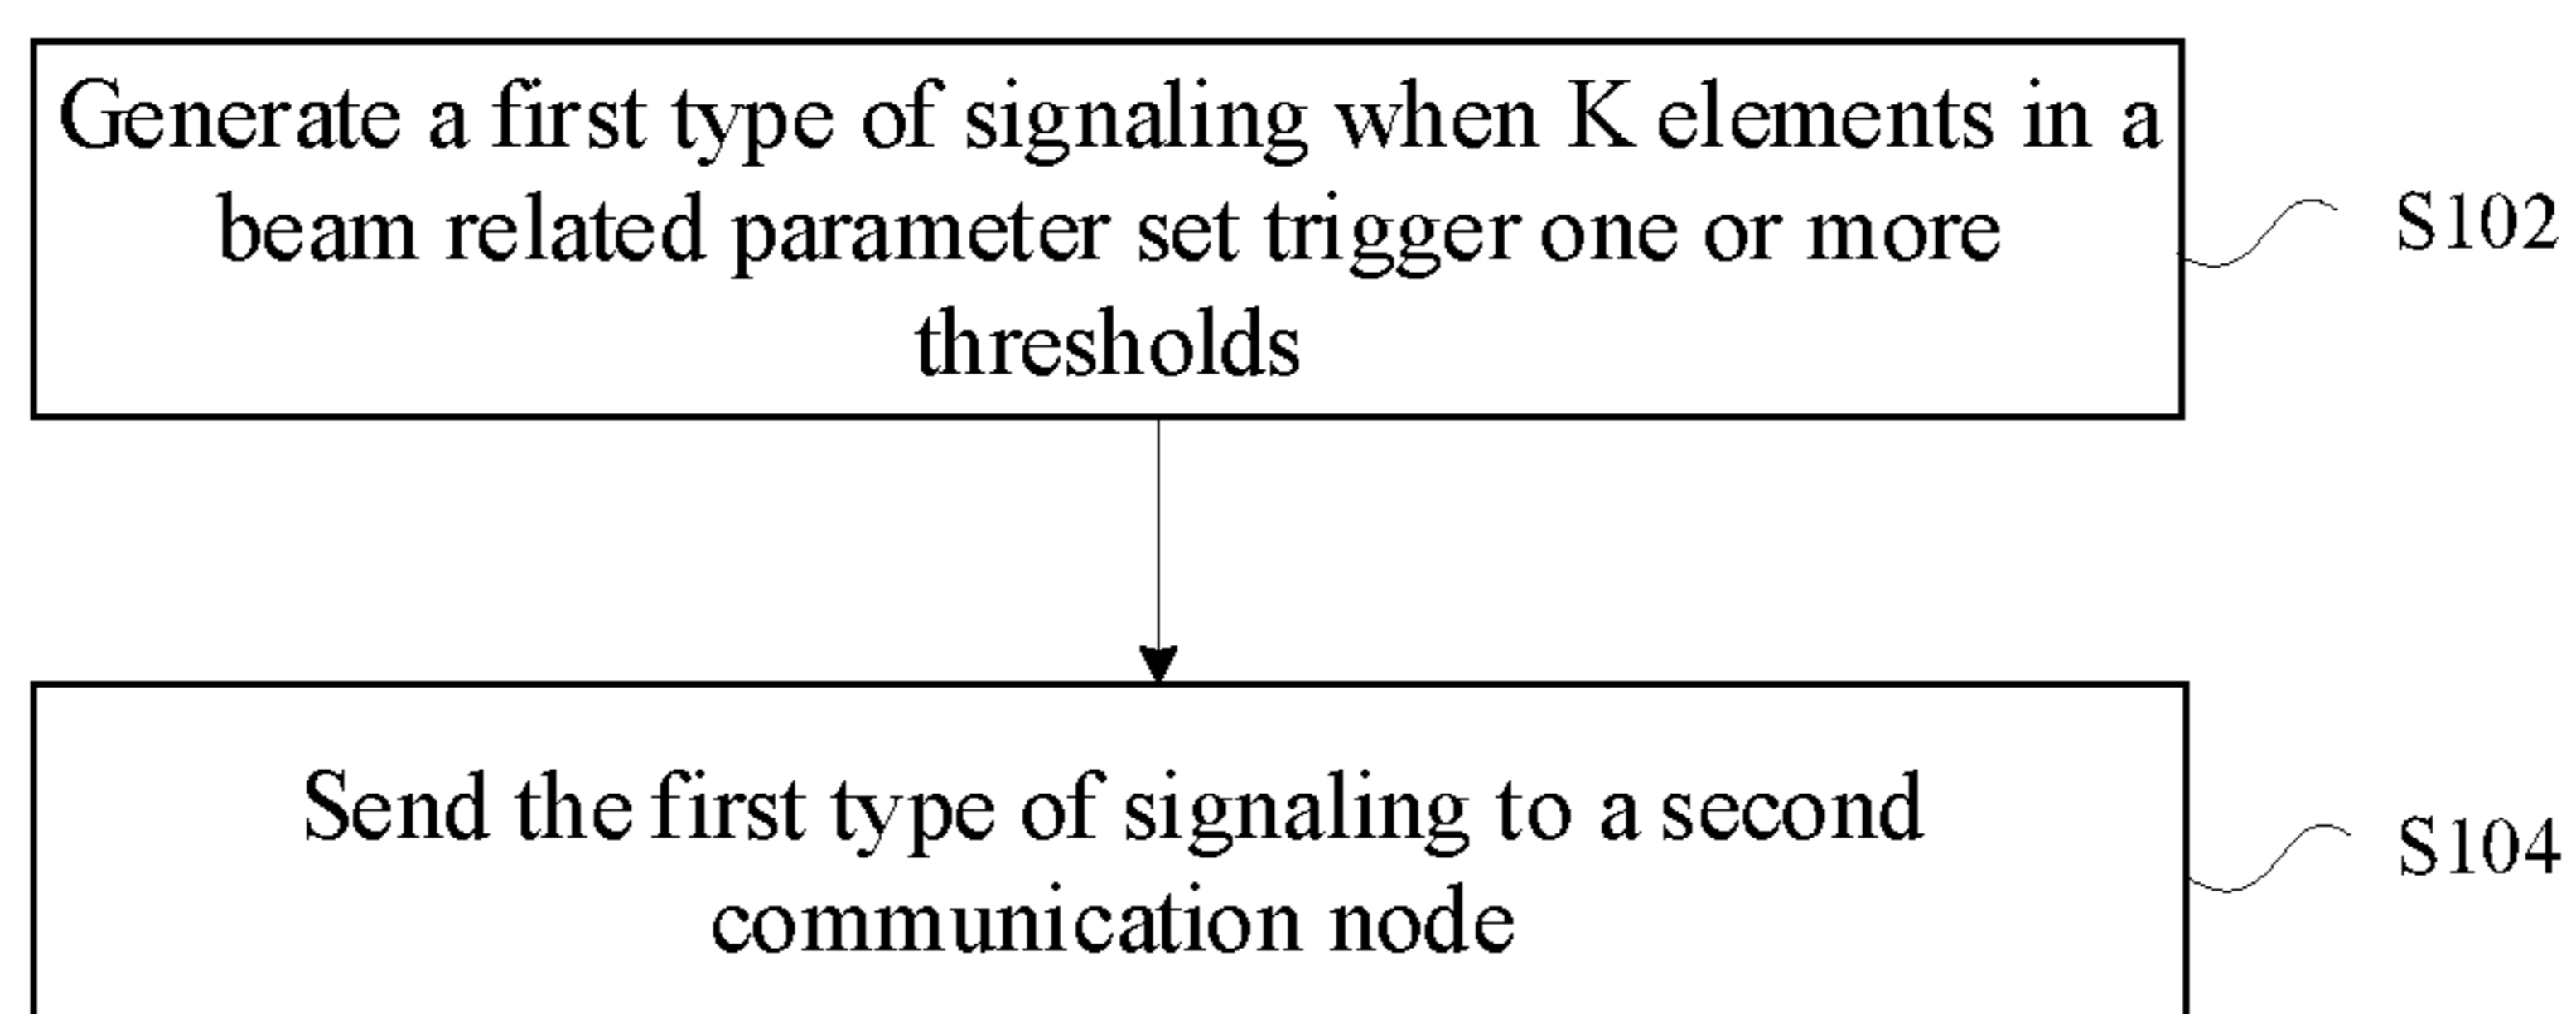 Generate a first type of signaling when K elements in a
beam related parameter set trigger one or more
thresholds
S102
Send the first type of signaling to a second
communication node
S104